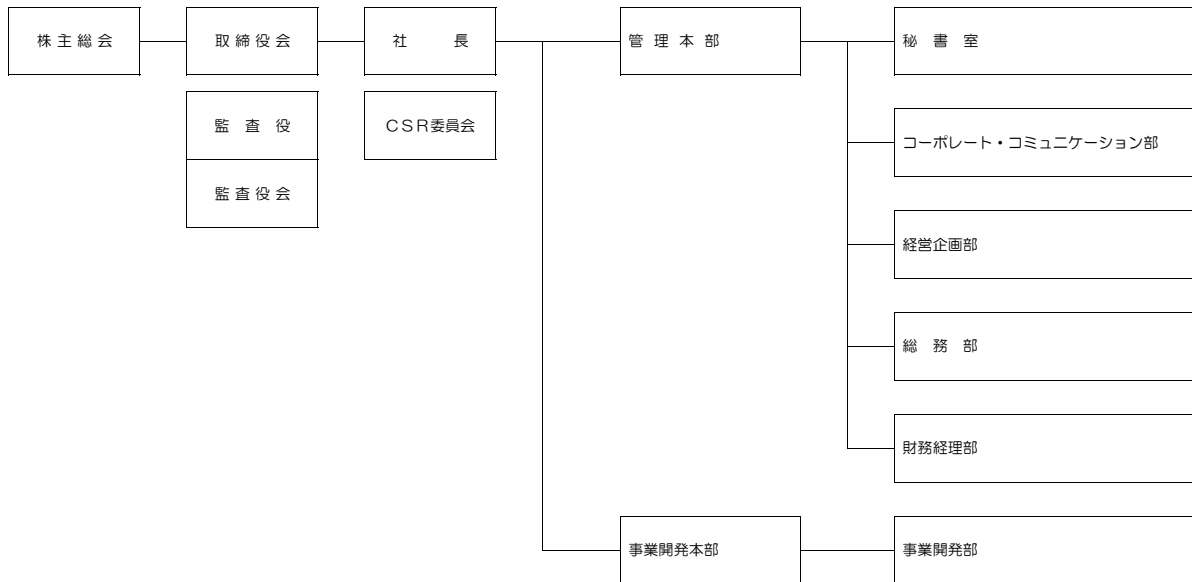 株主総会
取締役会
社　長
管理本部
秘書室
監査役
CSR委員会
コーポレート・コミュニケーション部
監査役会
経営企画部
総務部
財務経理部
事業開発本部
事業開発部